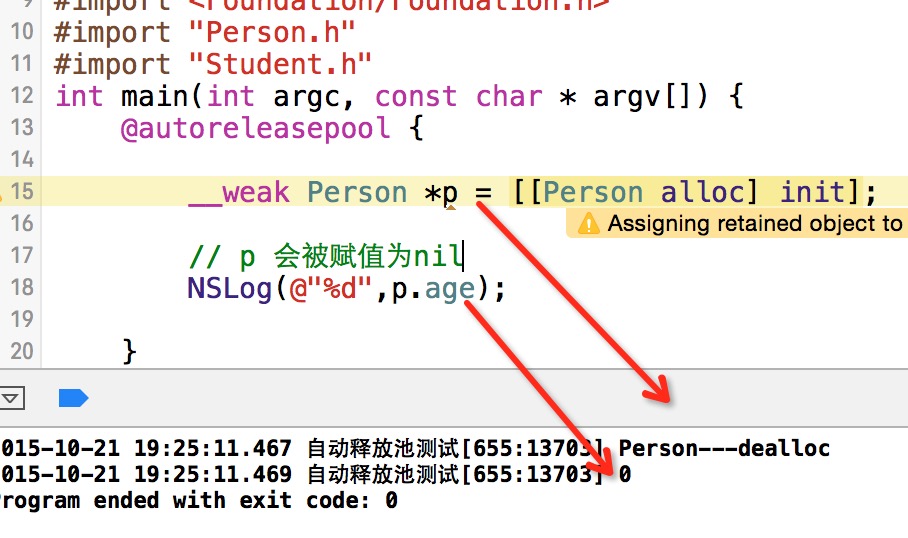 9 #import <Foundation/Foundation.h>
10 #import "Person.h"
11 #import "Student.h"
12 int main(int argc, const char * argv[]) {
13 @autoreleasepool {
14
15 __weak Person *p = [[Person alloc] init];
16 Assigning retained object to
17 // p 会被赋值为nil
18 NSLog(@"%d",p.age);
19
20 }
015-10-21 19:25:11.467 自动释放池测试[655:13703] Person---dealloc
015-10-21 19:25:11.469 自动释放池测试[655:13703] 0
rogram ended with exit code: 0